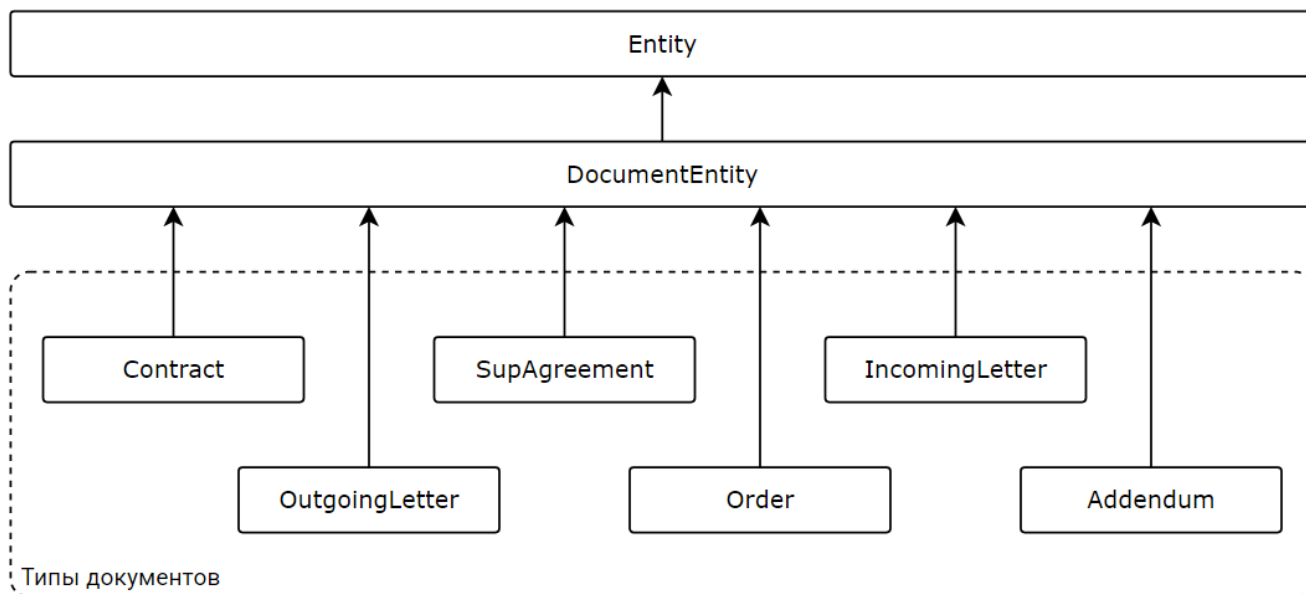 Entity
DocumentEntity
Contract
SupAgreement
IncomingLetter
OutgoingLetter
Order
Addendum
Типы документов